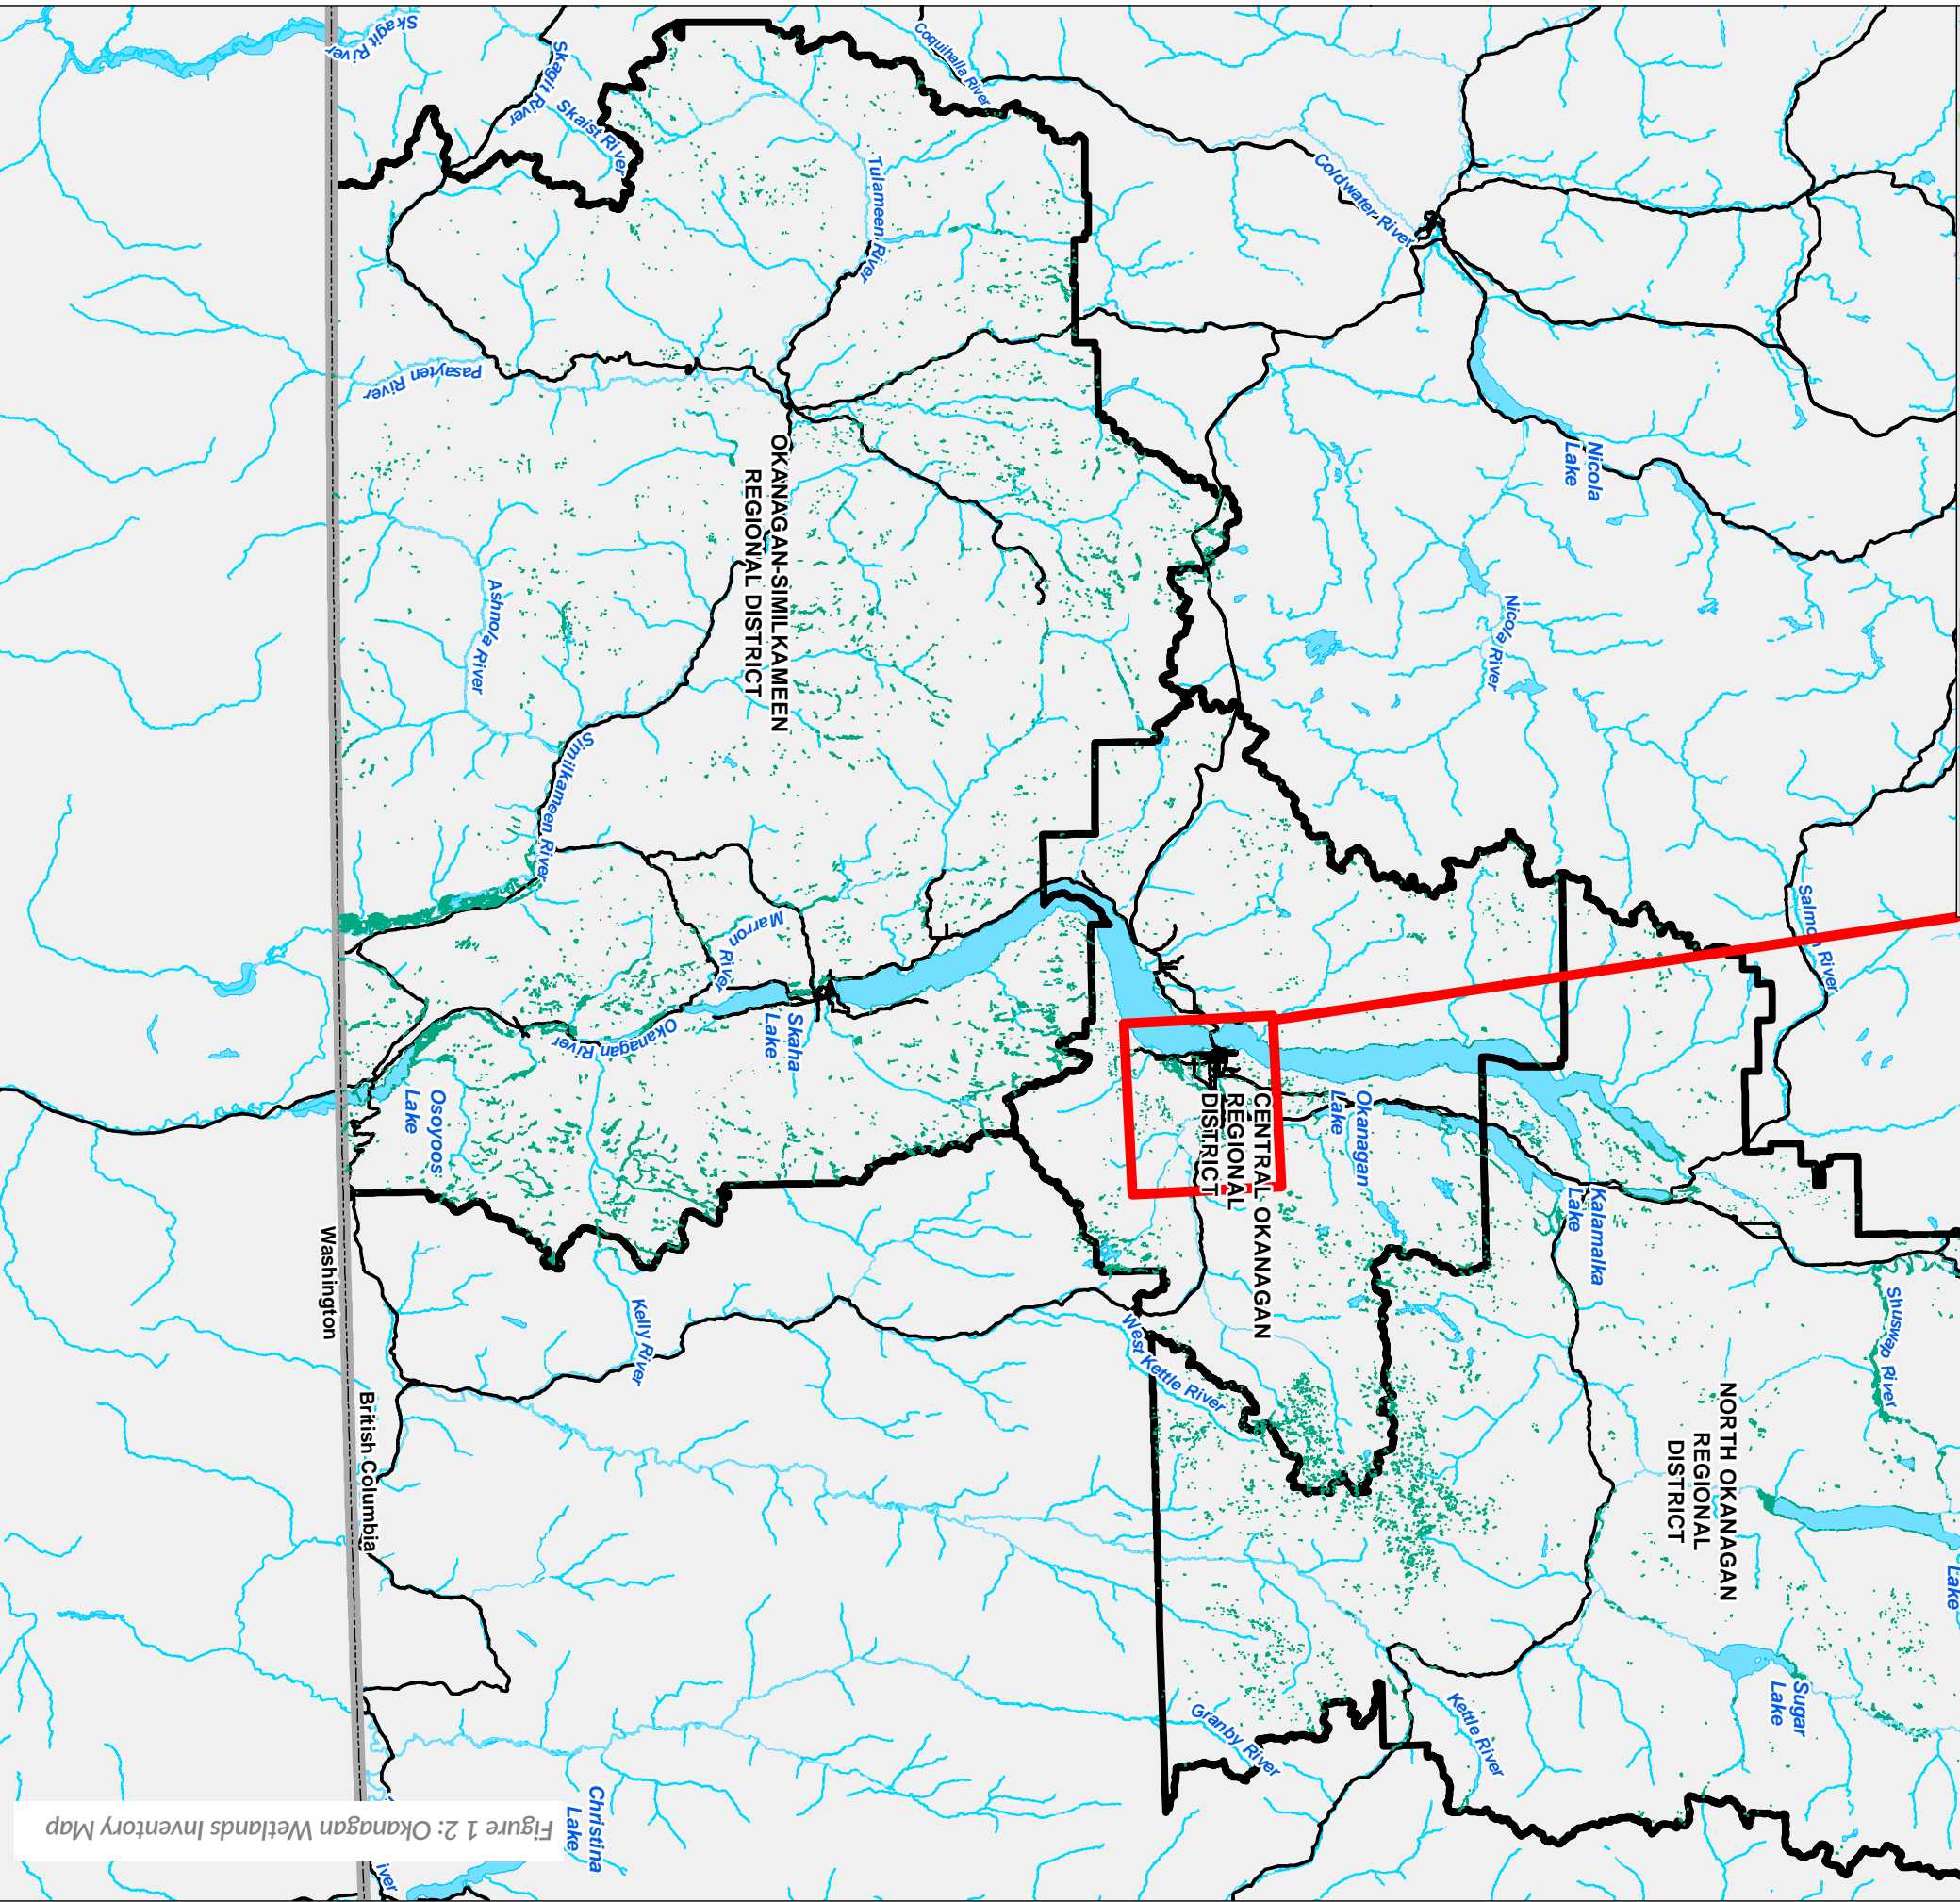 Skagit River
Skagit River
Skaist River
Coquihalla River
Tulameen River
Coldwater River
Pasayten River
Nicola
Lake
OKANAGAN-SIMILKAMEEN
REGIONAL DISTRICT
Ashnola River
Nicola River
Similkameen River
Salmon River
Marron River
Okanagan River
Skaha
Lake
Osoyoos
Lake
CENTRAL OKANAGAN
REGIONAL
DISTRICT
Okanagan
Lake
Kalamalka
Lake
Shuswap River
Washington
British Columbia
Kelly River
West Kettle River
NORTH OKANAGAN
REGIONAL
DISTRICT
Lake
Sugar
Lake
Kettle River
Granby River
Christina
Lake
iver
Figure 1 2: Okanagan Wetlands Inventory Map